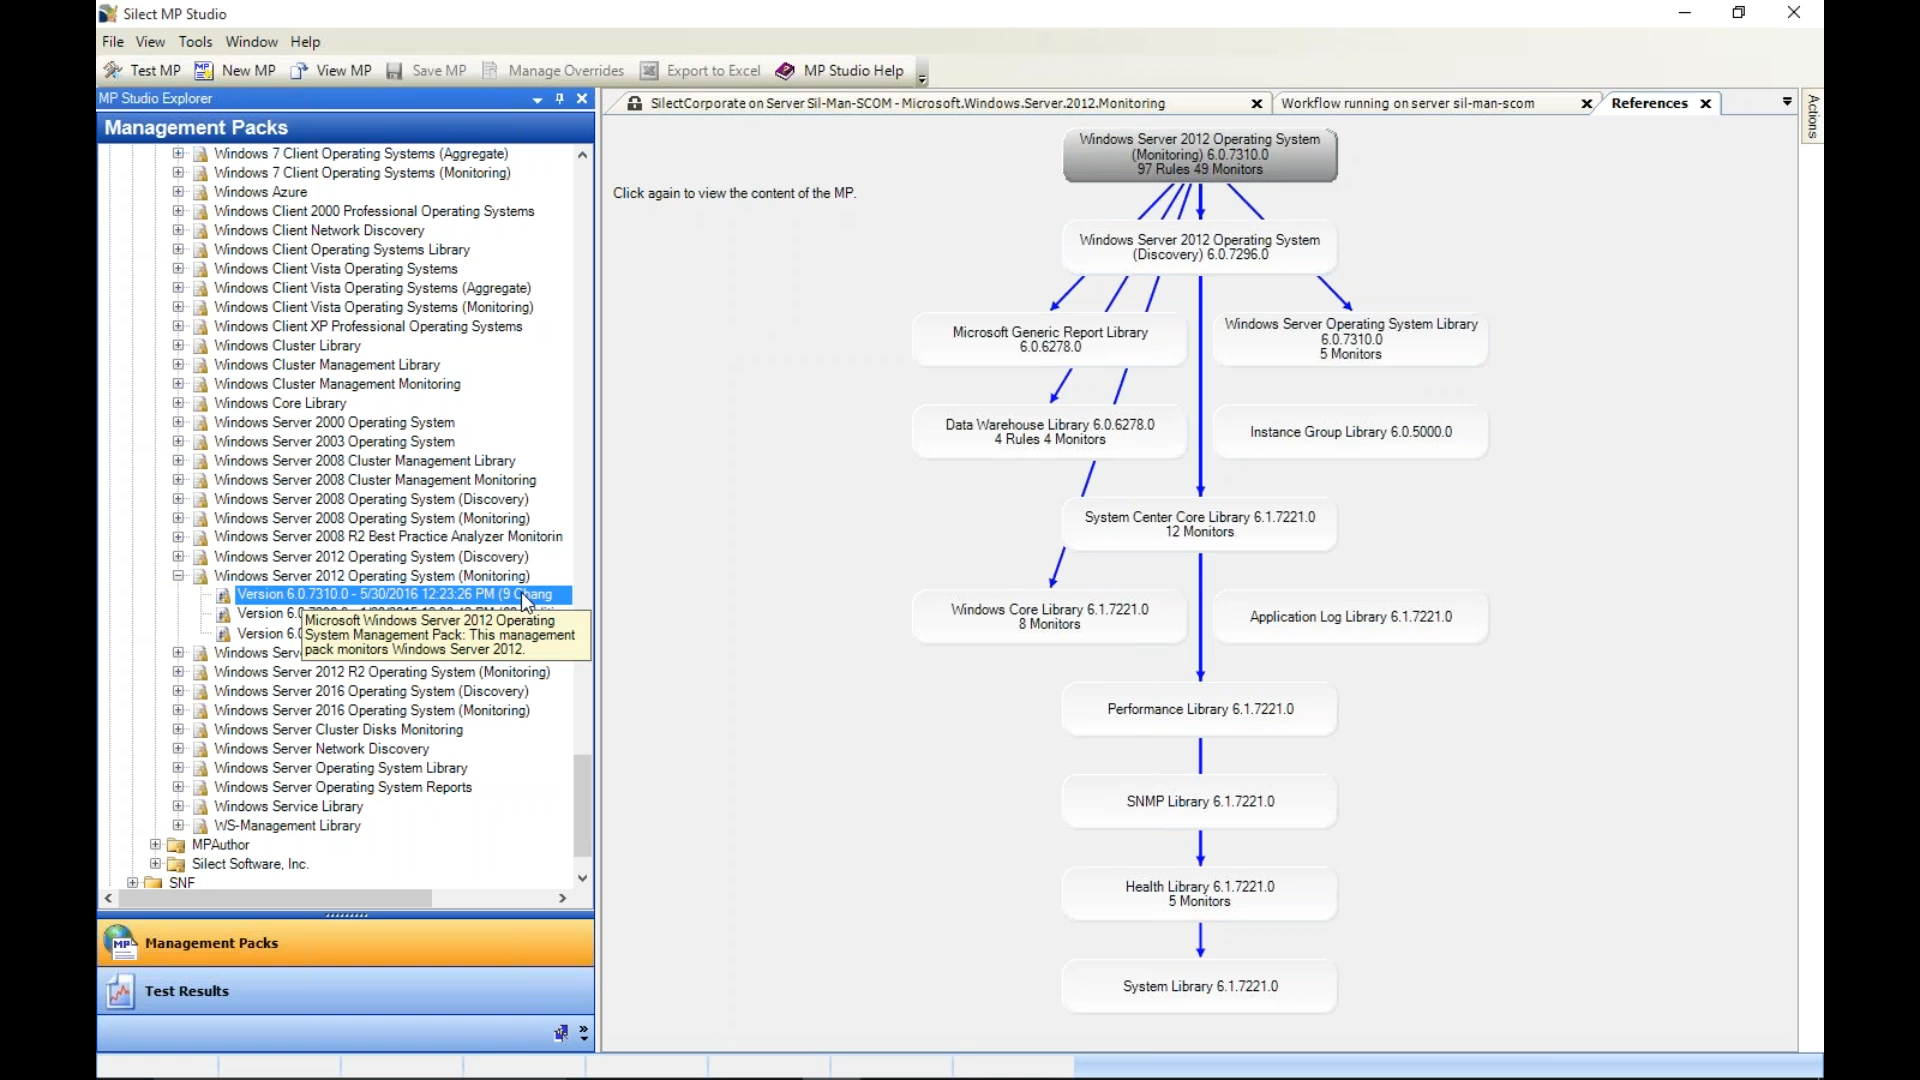 Silect MP Studio
File View Tools Window Help
Test MP New MP View MP Save MP Manage Overrides Export to Excel MP Studio Help
MP Studio Explorer
Management Packs
Windows 7 Client Operating Systems (Aggregate)
Windows 7 Client Operating Systems (Monitoring)
Windows Azure
Windows Client 2000 Professional Operating Systems
Windows Client Network Discovery
Windows Client Operating Systems Library
Windows Client Vista Operating Systems
Windows Client Vista Operating Systems (Aggregate)
Windows Client Vista Operating Systems (Monitoring)
Windows Client XP Professional Operating Systems
Windows Cluster Library
Windows Cluster Management Library
Windows Cluster Management Monitoring
Windows Core Library
Windows Server 2000 Operating System
Windows Server 2003 Operating System
Windows Server 2008 Cluster Management Library
Windows Server 2008 Cluster Management Monitoring
Windows Server 2008 Operating System (Discovery)
Windows Server 2008 Operating System (Monitoring)
Windows Server 2008 R2 Best Practice Analyzer Monitorin
Windows Server 2012 Operating System (Discovery)
Windows Server 2012 Operating System (Monitoring)
Version 6.0.7310.0 - 5/30/2016 12:23:26 PM (9 Chang
Version 6.0
Version 6.0
Microsoft Windows Server 2012 Operating
System Management Pack: This management
pack monitors Windows Server 2012.
Windows Serv
Windows Server 2012 R2 Operating System (Monitoring)
Windows Server 2016 Operating System (Discovery)
Windows Server 2016 Operating System (Monitoring)
Windows Server Cluster Disks Monitoring
Windows Server Network Discovery
Windows Server Operating System Library
Windows Server Operating System Reports
Windows Service Library
WS-Management Library
MPAuthor
Silect Software, Inc.
SNF
MP Management Packs
Test Results
SilectCorporate on Server Sil-Man-SCOM - Microsoft.Windows.Server.2012.Monitoring
Workflow running on server sil-man-scom
References
Actions
Click again to view the content of the MP.
Windows Server 2012 Operating System
(Monitoring) 6.0.7310.0
97 Rules 49 Monitors
Windows Server 2012 Operating System
(Discovery) 6.0.7296.0
Microsoft Generic Report Library
6.0.6278.0
Windows Server Operating System Library
6.0.7310.0
5 Monitors
Data Warehouse Library 6.0.6278.0
4 Rules 4 Monitors
Instance Group Library 6.0.5000.0
System Center Core Library 6.1.7221.0
12 Monitors
Windows Core Library 6.1.7221.0
8 Monitors
Application Log Library 6.1.7221.0
Performance Library 6.1.7221.0
SNMP Library 6.1.7221.0
Health Library 6.1.7221.0
5 Monitors
System Library 6.1.7221.0